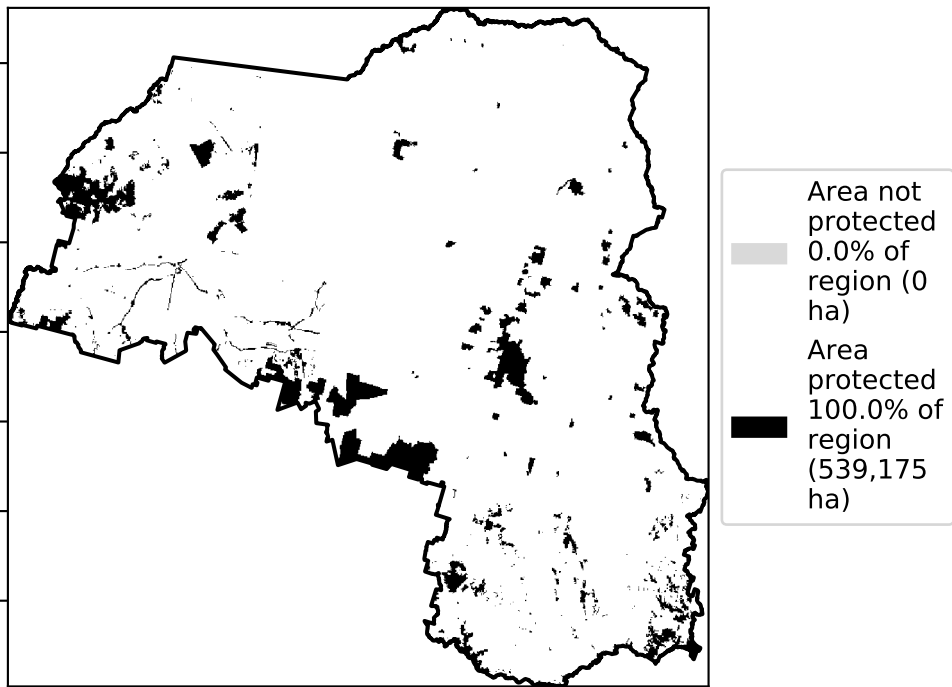 Area not
protected
0.0% of
region (0
ha)
Area
protected
100.0% of
region
(539,175
ha)